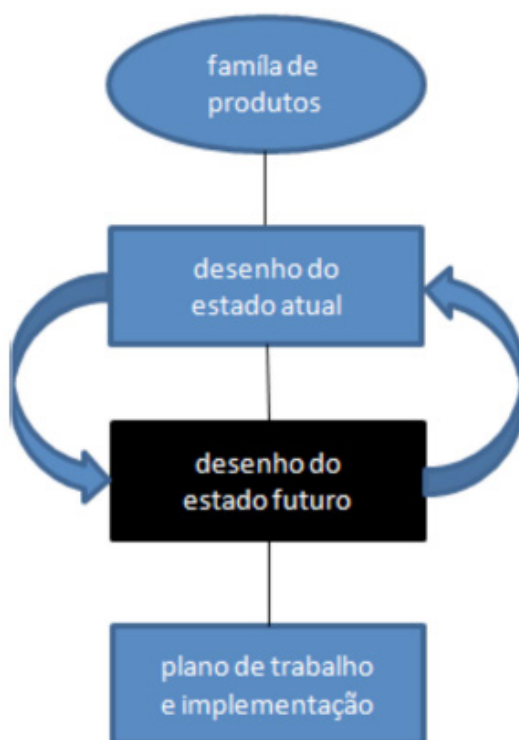 famíla de
produtos
desenho do
estado atual
desenho do
estado futuro
plano de trabalho
e implementação